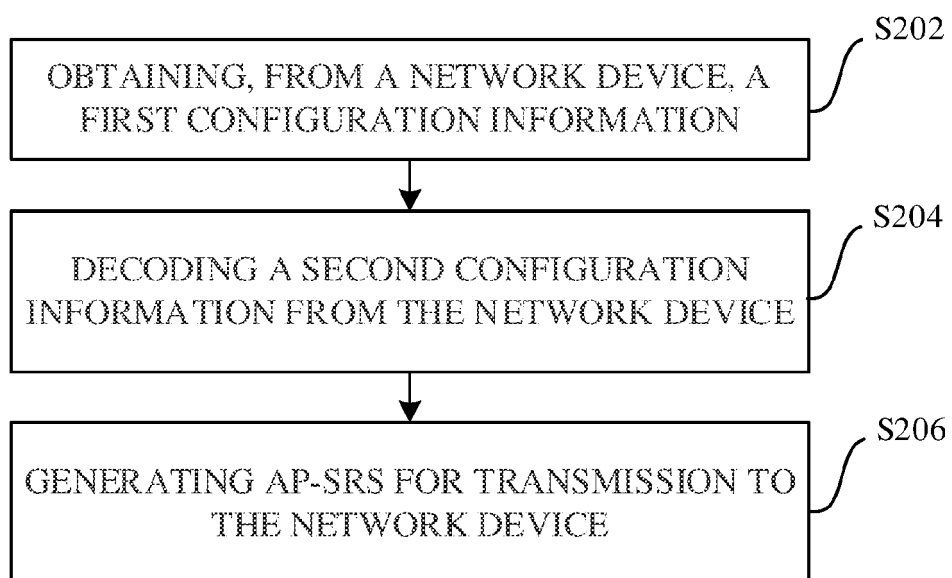 S202
OBTAINING, FROM A NETWORK DEVICE, A
FIRST CONFIGURATION INFORMATION
S204
DECODING A SECOND CONFIGURATION
INFORMATION FROM THE NETWORK DEVICE
S206
GENERATING AP-SRS FOR TRANSMISSION TO
THE NETWORK DEVICE